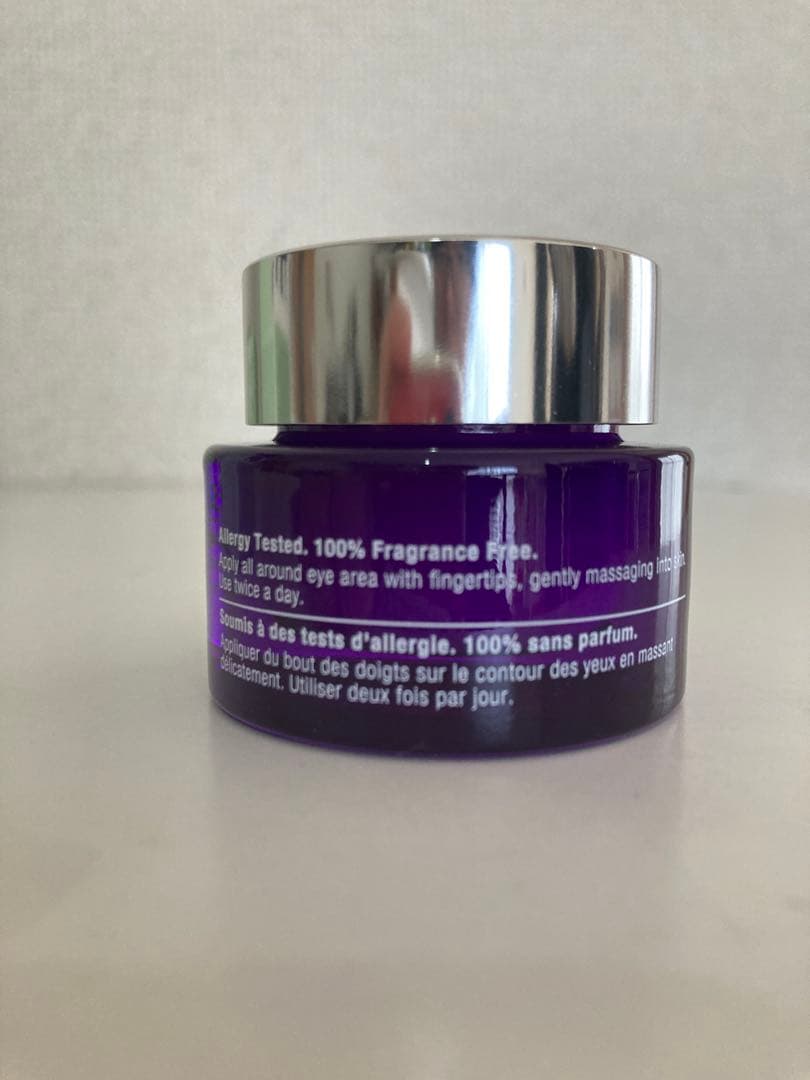 Allergy Tested. 100% Fragrance Free.
Apply all around eye area with fingertips, gently massaging into skin.
Use twice a day.
Soumis à des tests d'allergie. 100% sans parfum.
Appliquer du bout des doigts sur le contour des yeux en massant
délicatement. Utiliser deux fois par jour.